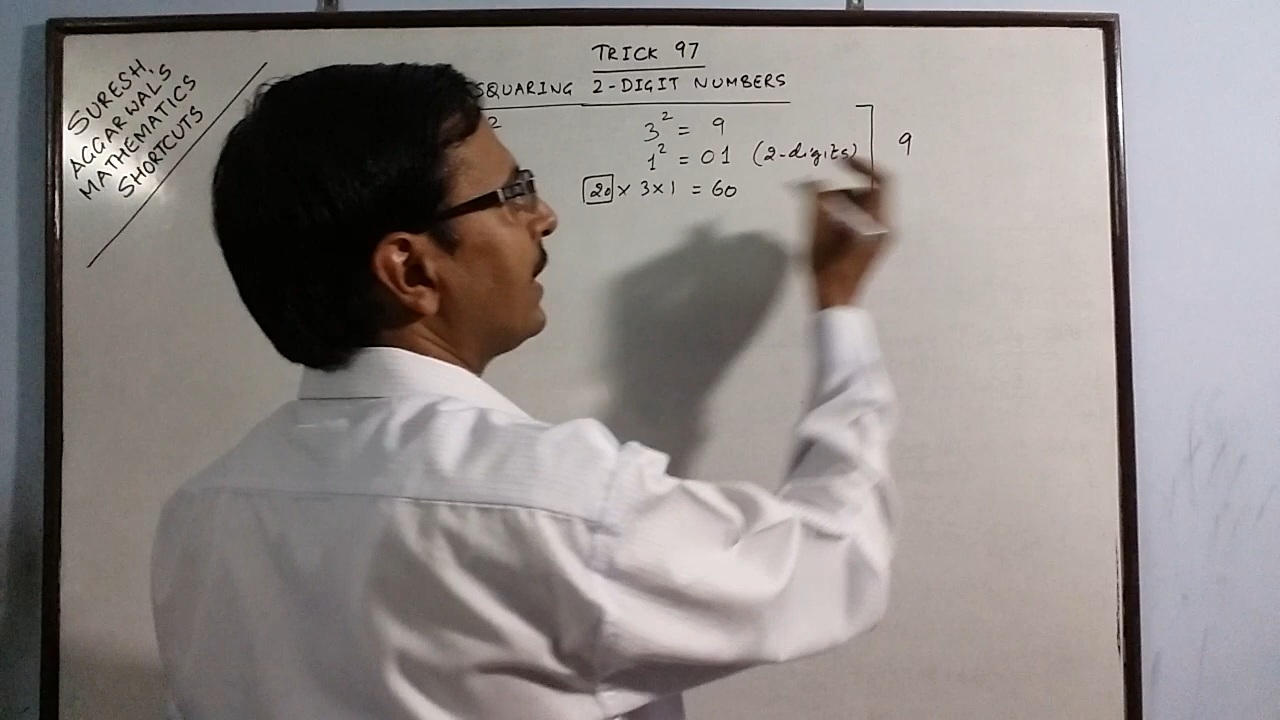 TRICK 97
SQUARING 2-DIGIT NUMBERS
SURESH
AGGARWAL'S
MATHEMATICS
SHORTCUTS
2
3² = 9
1² = 01 (2-digits)
20 × 3×1 = 60
9